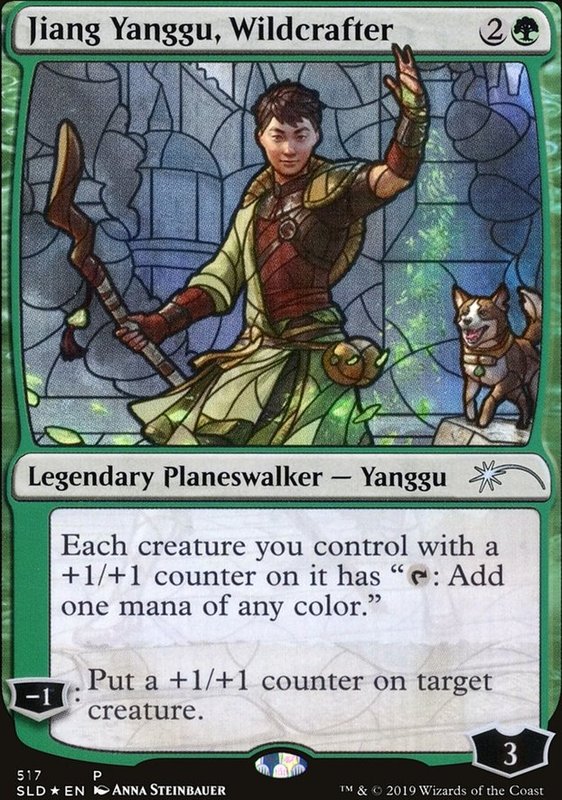 Jiang Yanggu, Wildcrafter 2
Legendary Planeswalker — Yanggu
Each creature you control with a
+1/+1 counter on it has “: Add
one mana of any color.”
−1: Put a +1/+1 counter on target
creature.
3
517 P
SLD ★ EN Anna Steinbauer
™ & © 2019 Wizards of the Coast